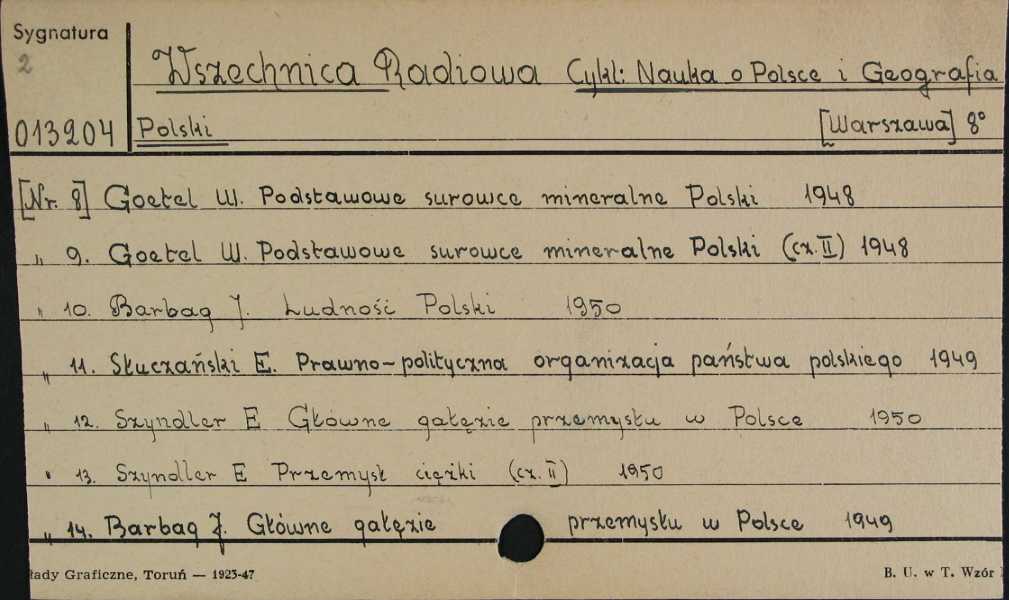 Sygnatura
2
Wszechnica Radiowa Cykl: Nauka o Polsce i Geografia
013204 Polski [Warszawa] 8°
[Nr. 8] Goetel W. Podstawowe surowce mineralne Polski 1948
„ 9. Goetel W. Podstawowe surowce mineralne Polski (cz. II) 1948
„ 10. Barbag J. Ludność Polski 1950
„ 11. Słuczański E. Prawno-polityczna organizacja państwa polskiego 1949
„ 12. Szyndler E Główne gałęzie przemysłu w Polsce 1950
" 13. Szyndler E Przemysł ciężki (cz. II) 1950
„ 14. Barbag J. Główne gałęzie przemysłu w Polsce 1949
łady Graficzne, Toruń — 1923-47 B. U. w T. Wzór